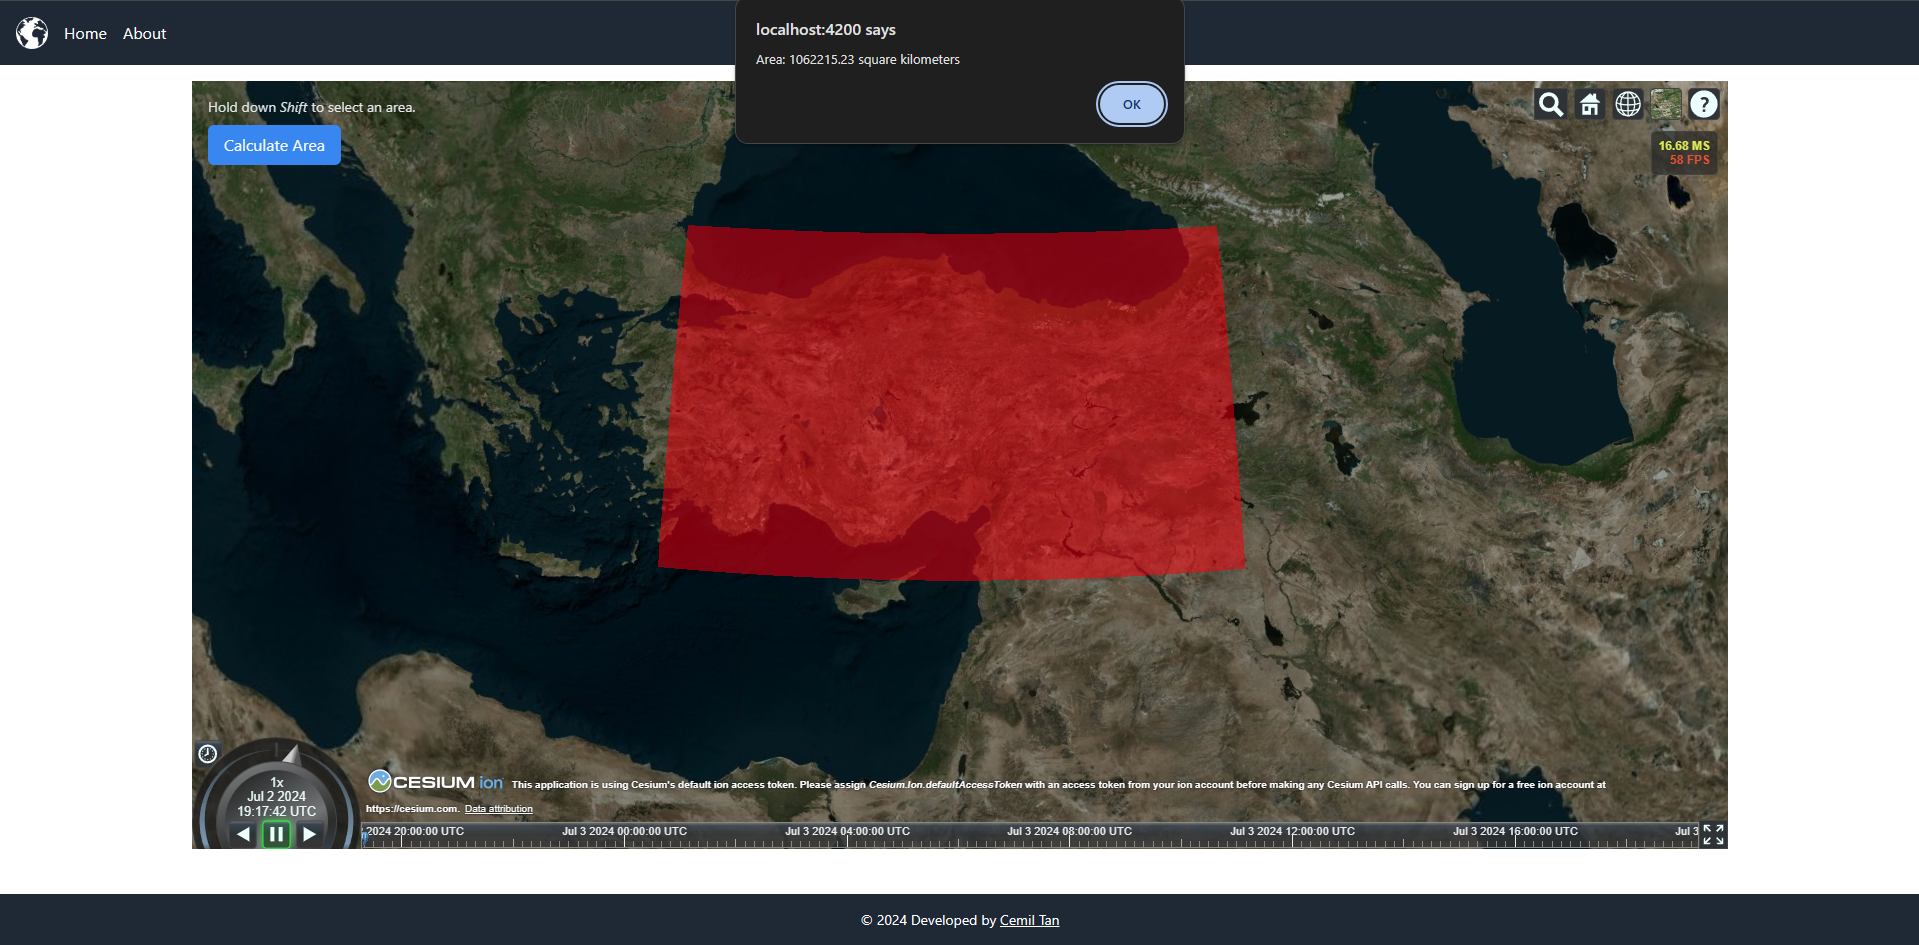 Home About
localhost:4200 says
Area: 1062215.23 square kilometers
OK
Hold down Shift to select an area.
Calculate Area
?
16.68 MS
58 FPS
1x
Jul 2 2024
19:17:42 UTC
CESIUM ion This application is using Cesium's default ion access token. Please assign Cesium.Ion.defaultAccessToken with an access token from your ion account before making any Cesium API calls. You can sign up for a free ion account at
https://cesium.com. Data attribution
2024 20:00:00 UTC Jul 3 2024 00:00:00 UTC Jul 3 2024 04:00:00 UTC Jul 3 2024 08:00:00 UTC Jul 3 2024 12:00:00 UTC Jul 3 2024 16:00:00 UTC Jul 3
© 2024 Developed by Cemil Tan